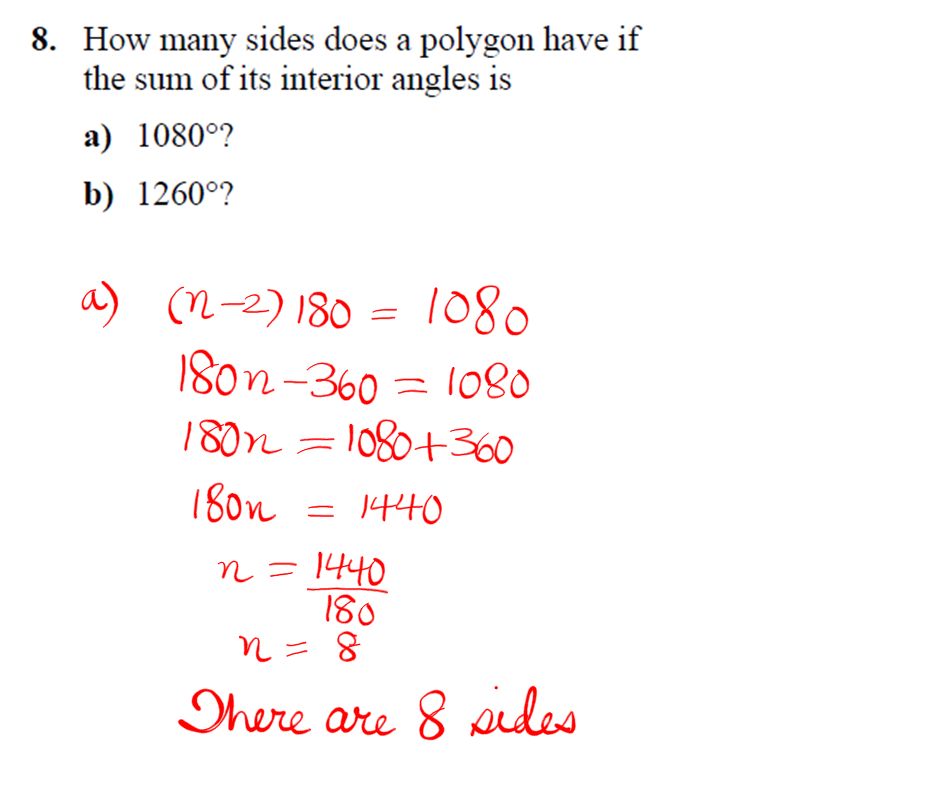 8. How many sides does a polygon have if
the sum of its interior angles is
a) 1080°?
b) 1260°?
a) (n-2) 180 = 1080
180n - 360 = 1080
180n = 1080 + 360
180n = 1440
n = 1440
180
n = 8
There are 8 sides